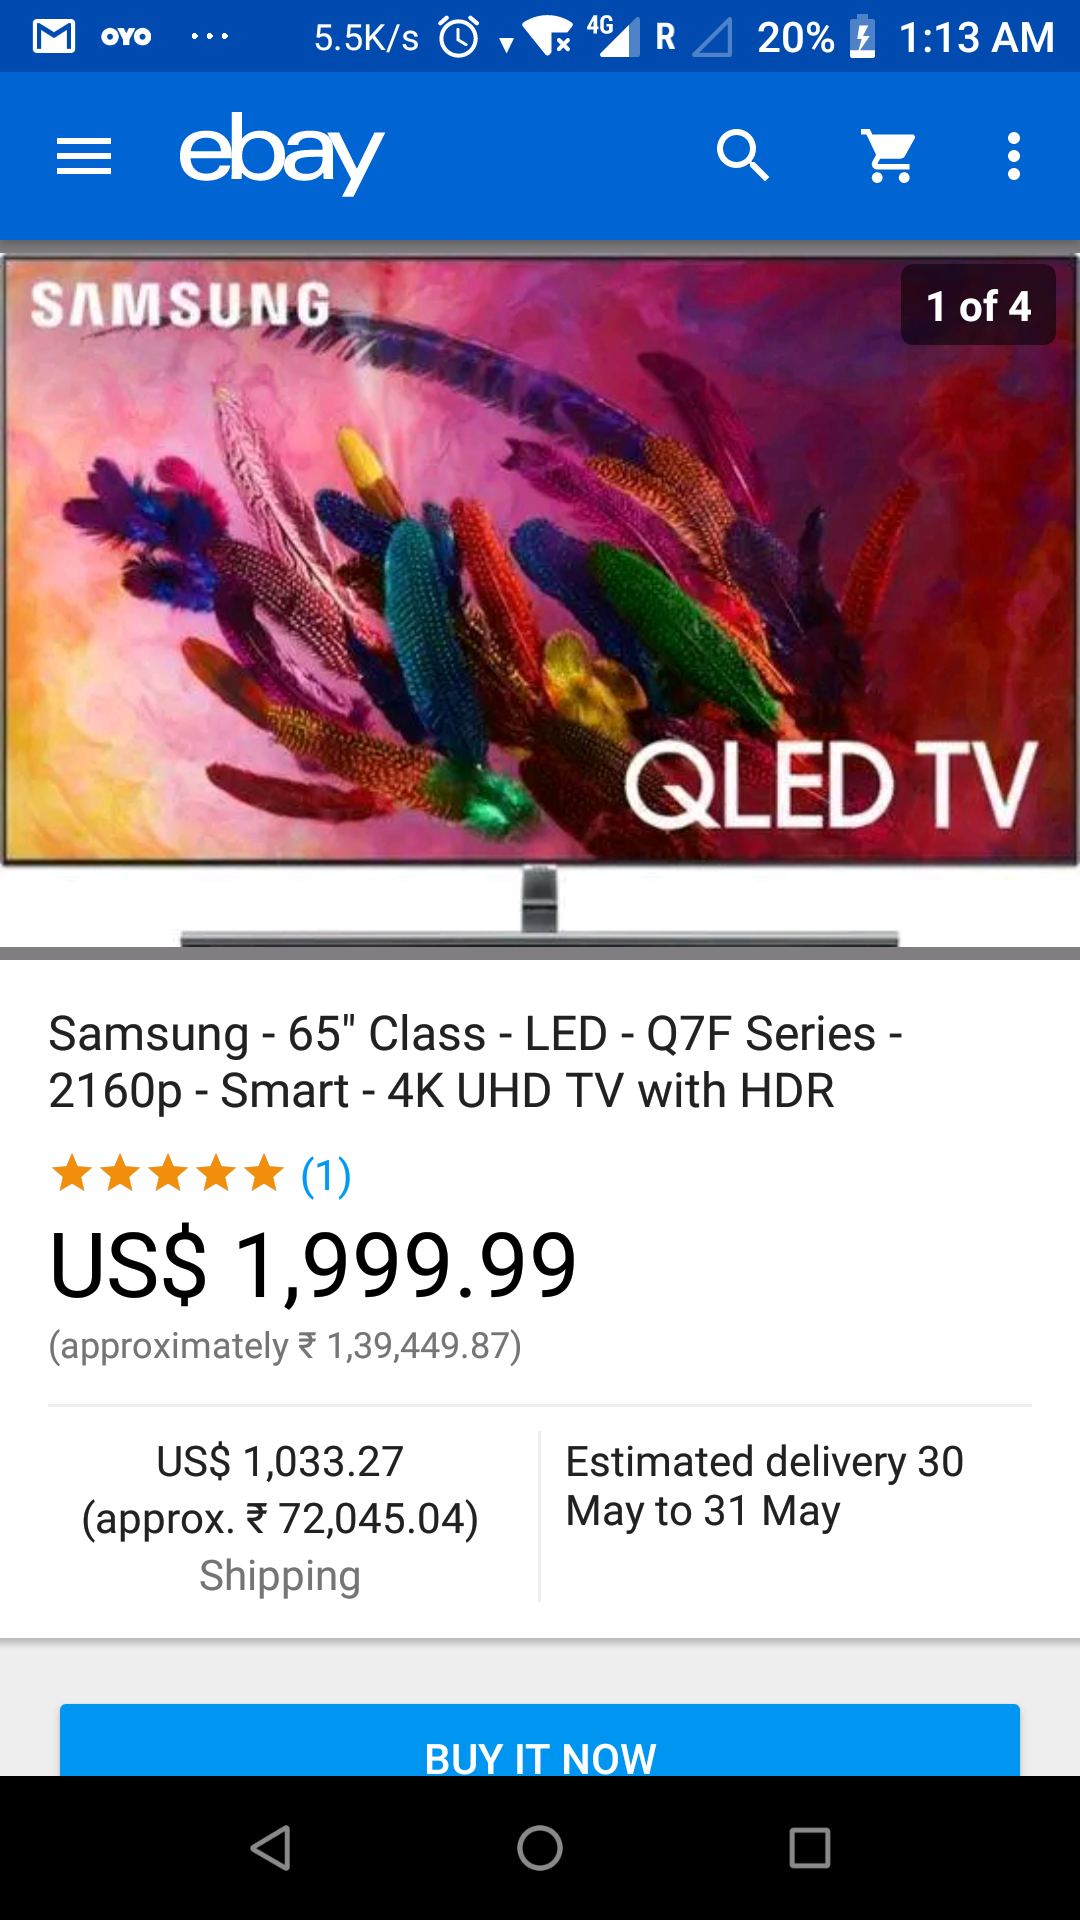 OYO ... 5.5K/s 4G R 20% 1:13 AM
ebay
SAMSUNG
1 of 4
QLED TV
Samsung - 65" Class - LED - Q7F Series -
2160p - Smart - 4K UHD TV with HDR
(1)
US$ 1,999.99
(approximately ₹ 1,39,449.87)
US$ 1,033.27
(approx. ₹ 72,045.04)
Shipping
Estimated delivery 30
May to 31 May
BUY IT NOW